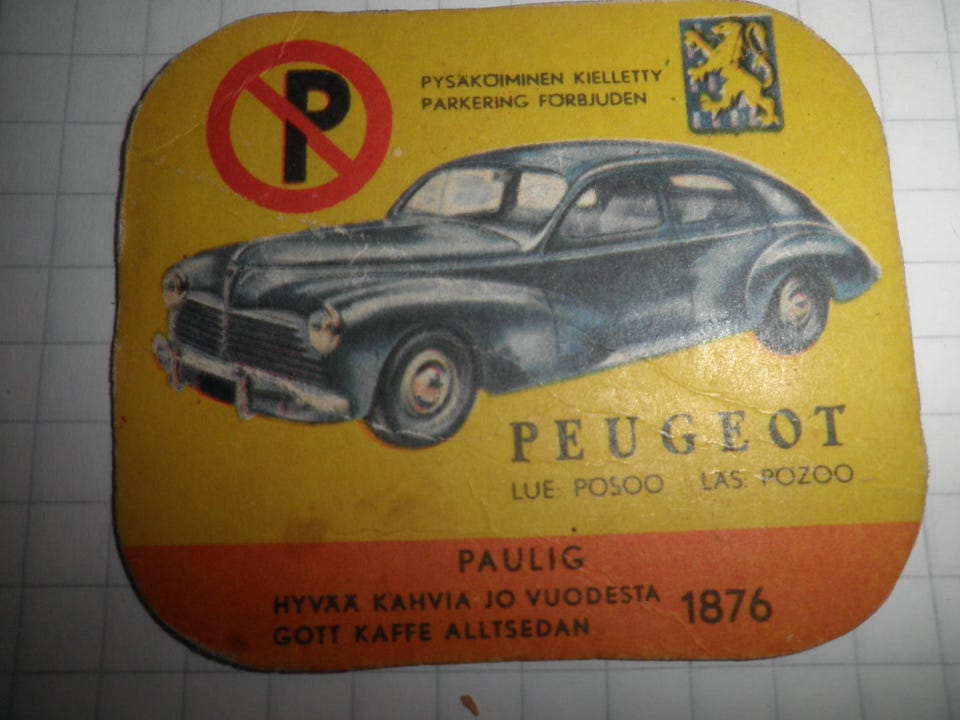 P
PYSÄKÖIMINEN KIELLETTY
PARKERING FÖRBJUDEN
PEUGEOT
LUE: POSOO LÄS: POZOO
PAULIG
HYVÄÄ KAHVIA JO VUODESTA 1876
GOTT KAFFE ALLTSEDAN